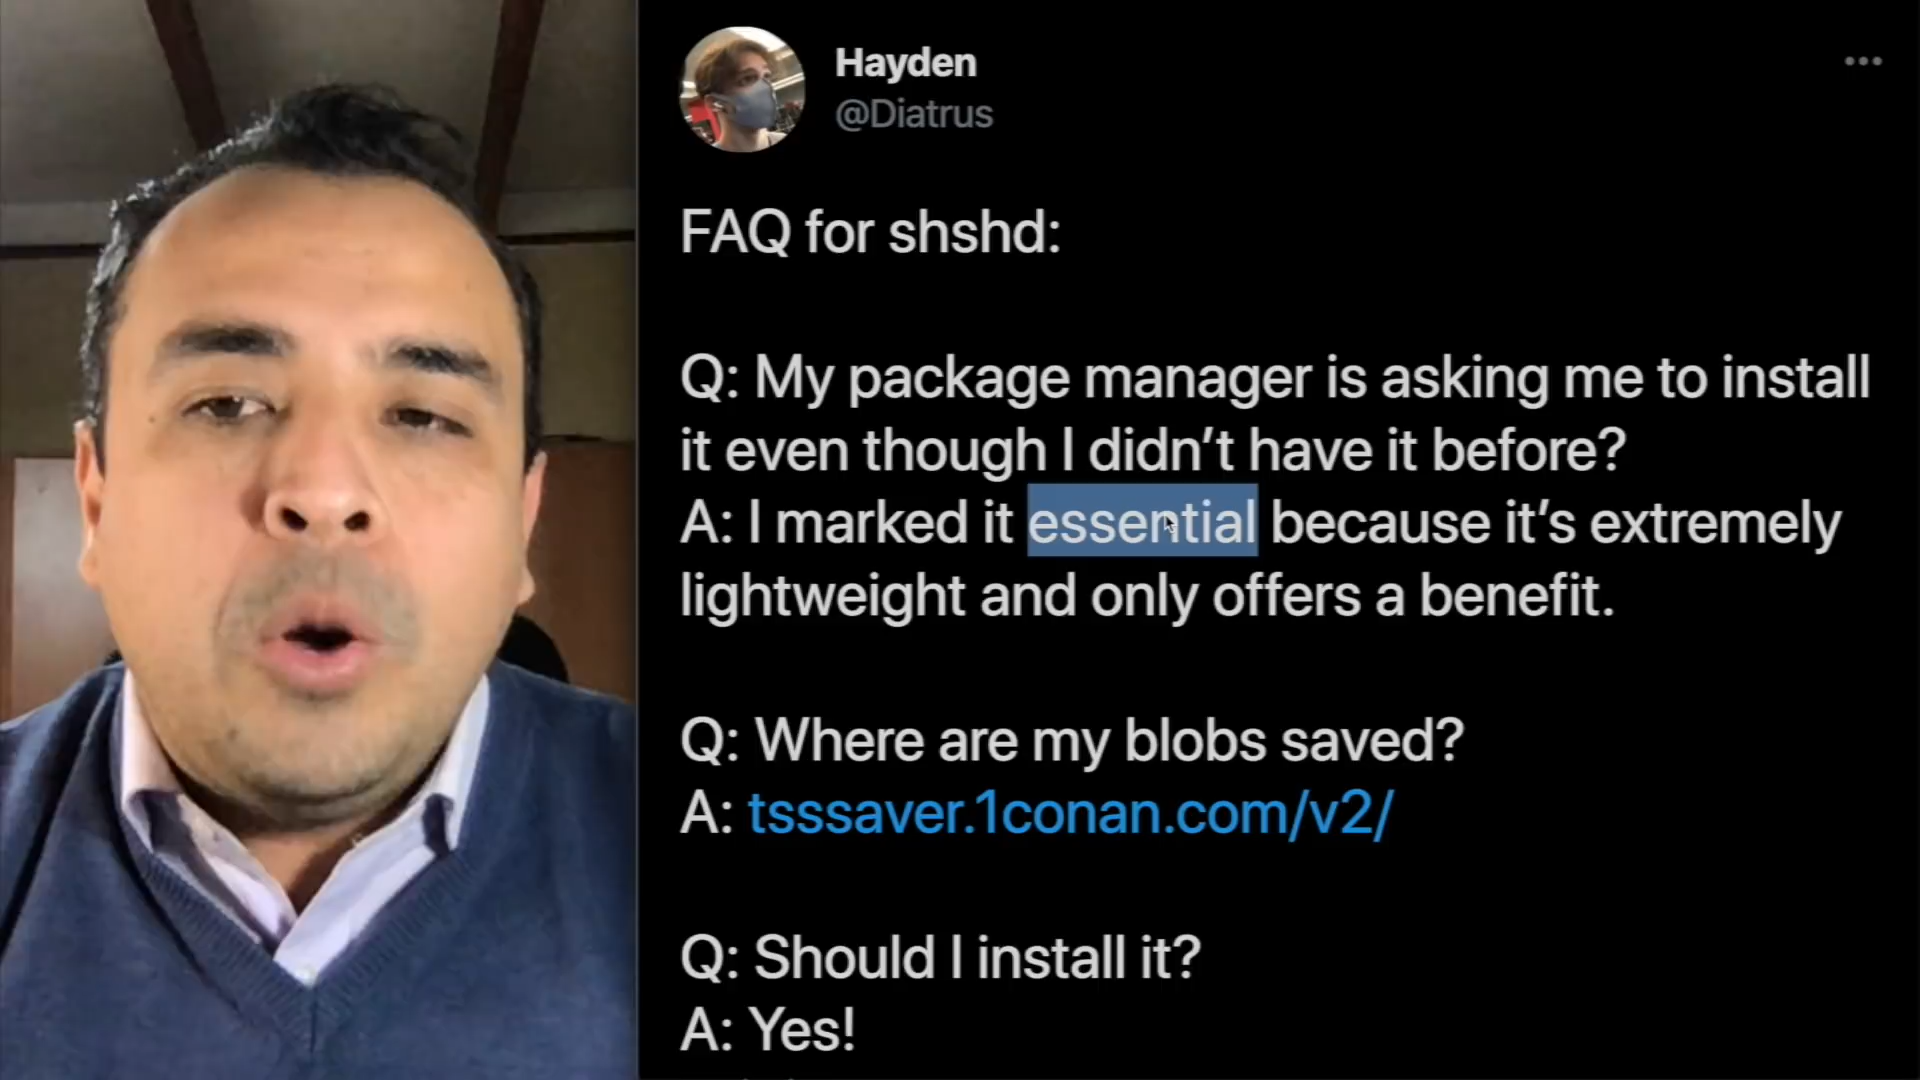 Hayden
@Diatrus
FAQ for shshd:
Q: My package manager is asking me to install
it even though I didn’t have it before?
A: I marked it essential because it’s extremely
lightweight and only offers a benefit.
Q: Where are my blobs saved?
A: tsssaver.1conan.com/v2/
Q: Should I install it?
A: Yes!